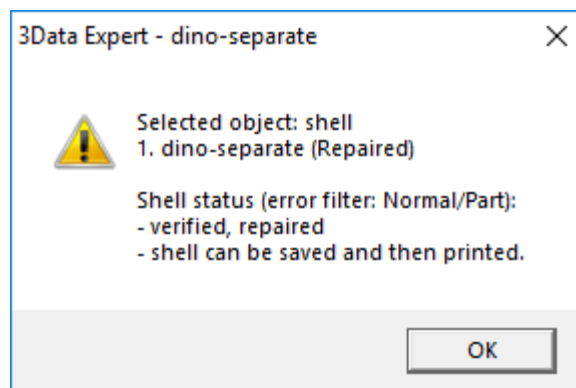 3Data Expert - dino-separate
Selected object: shell
1. dino-separate (Repaired)
Shell status (error filter: Normal/Part):
- verified, repaired
- shell can be saved and then printed.
OK